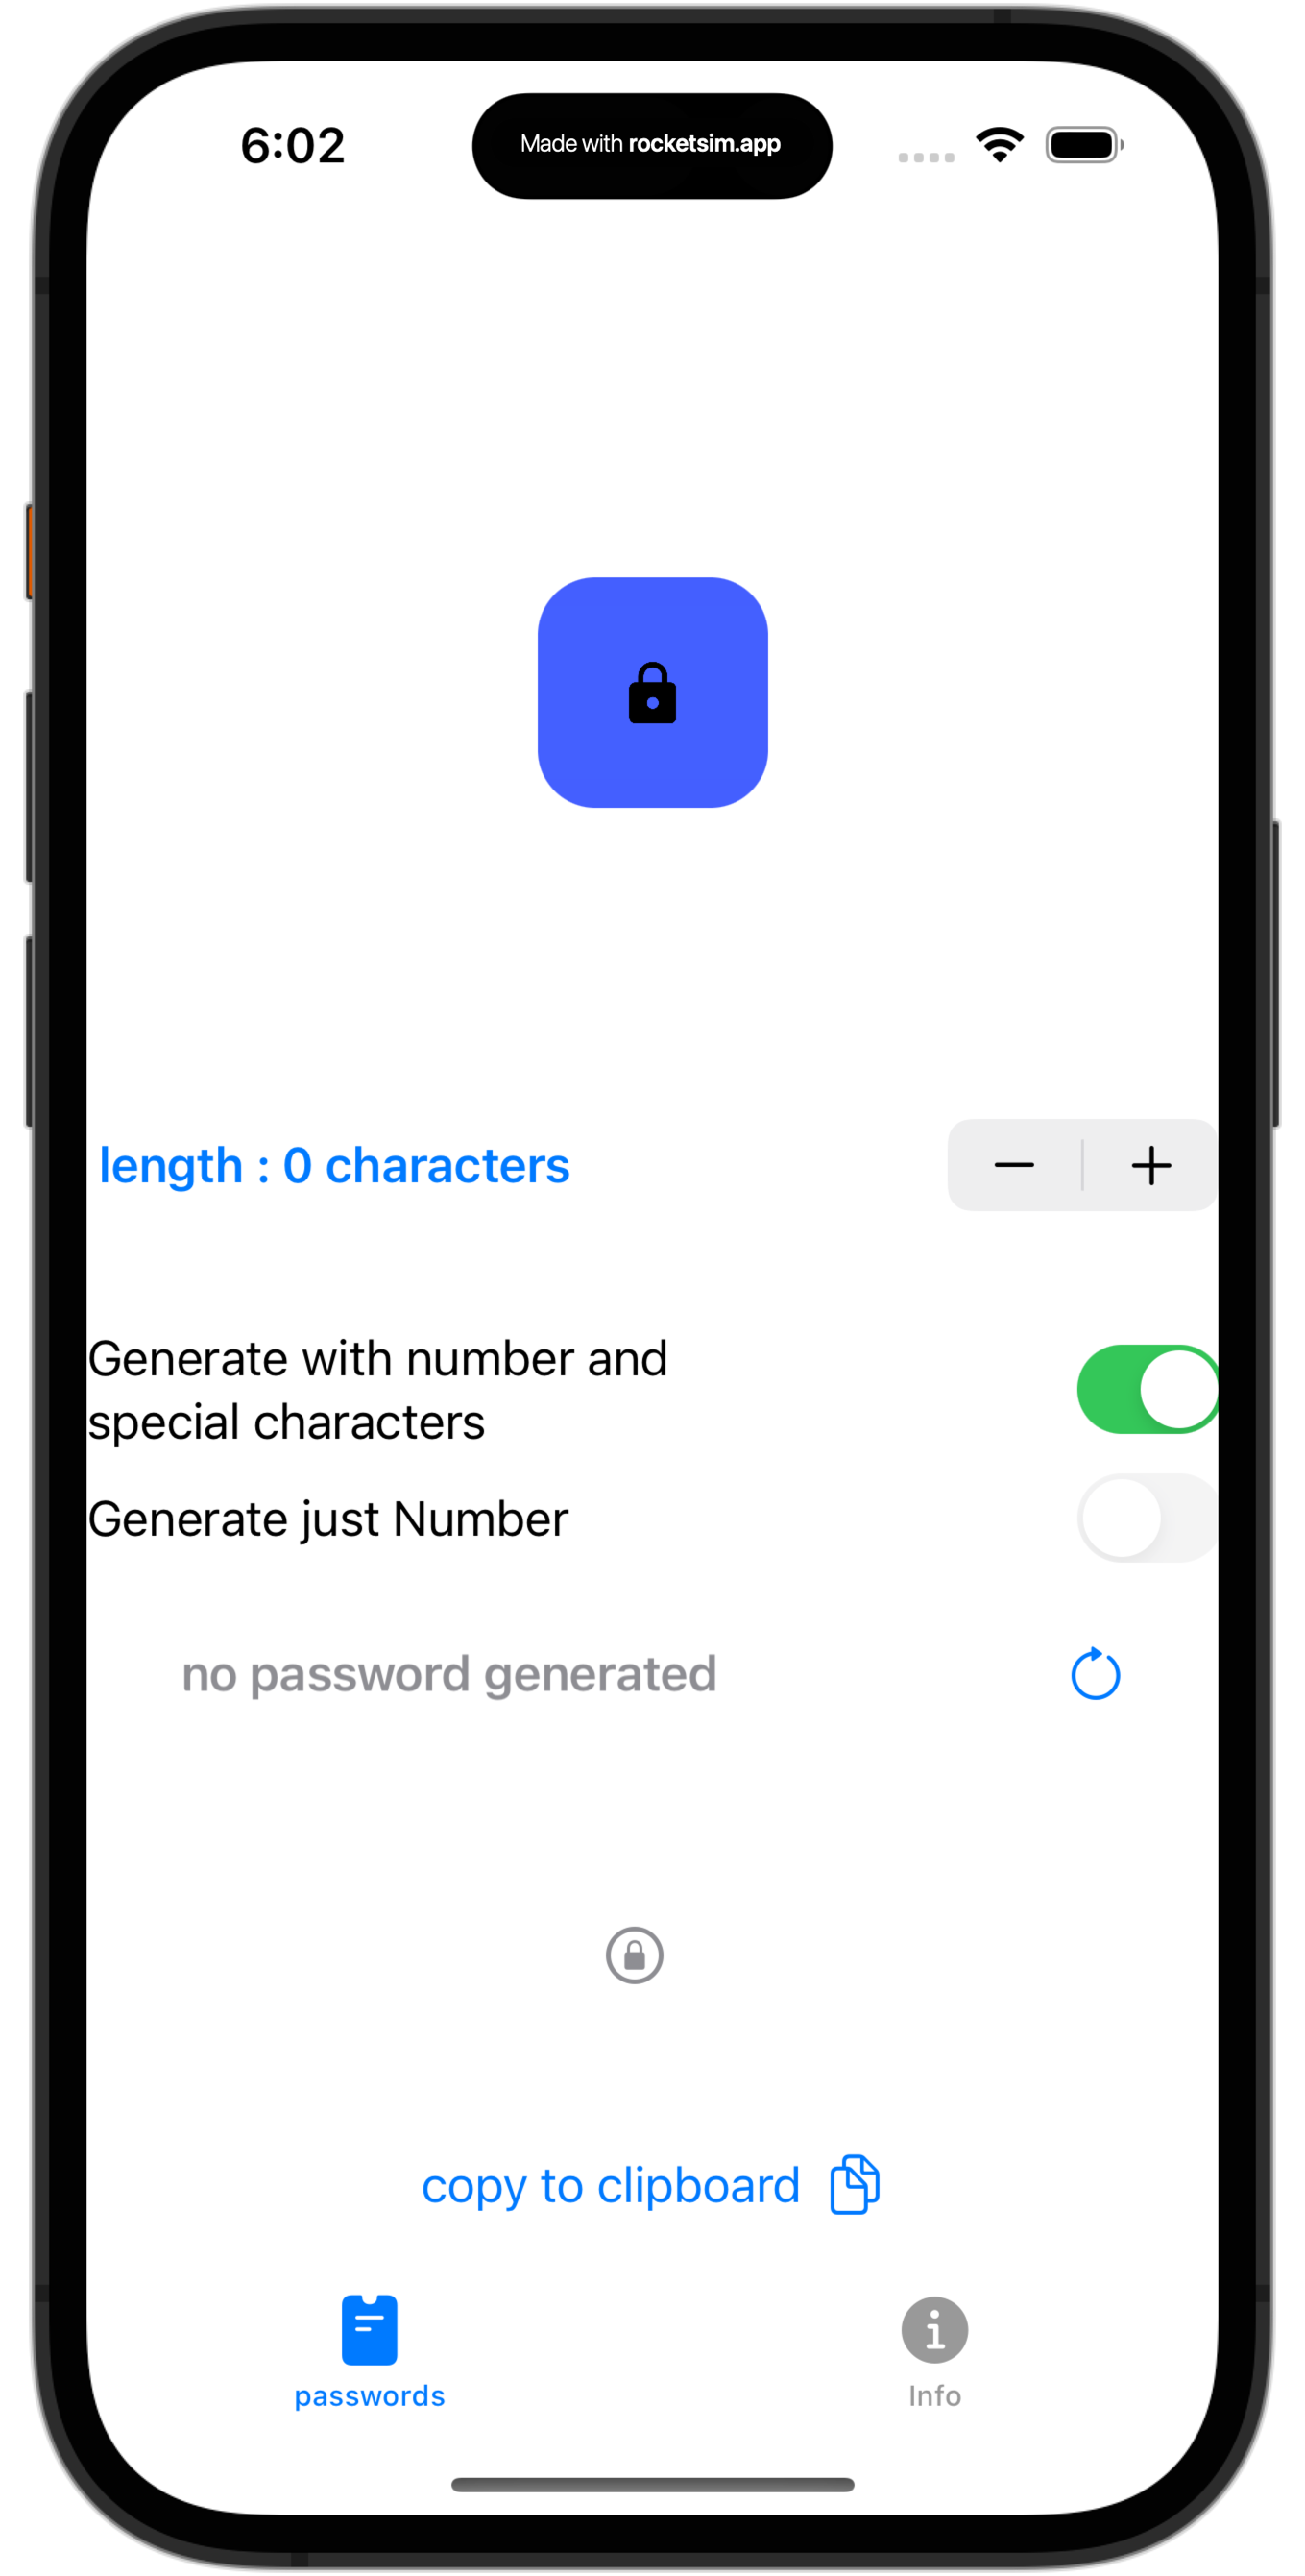 6:02
Made with rocketsim.app
length : 0 characters
Generate with number and
special characters
Generate just Number
no password generated
copy to clipboard
passwords
Info